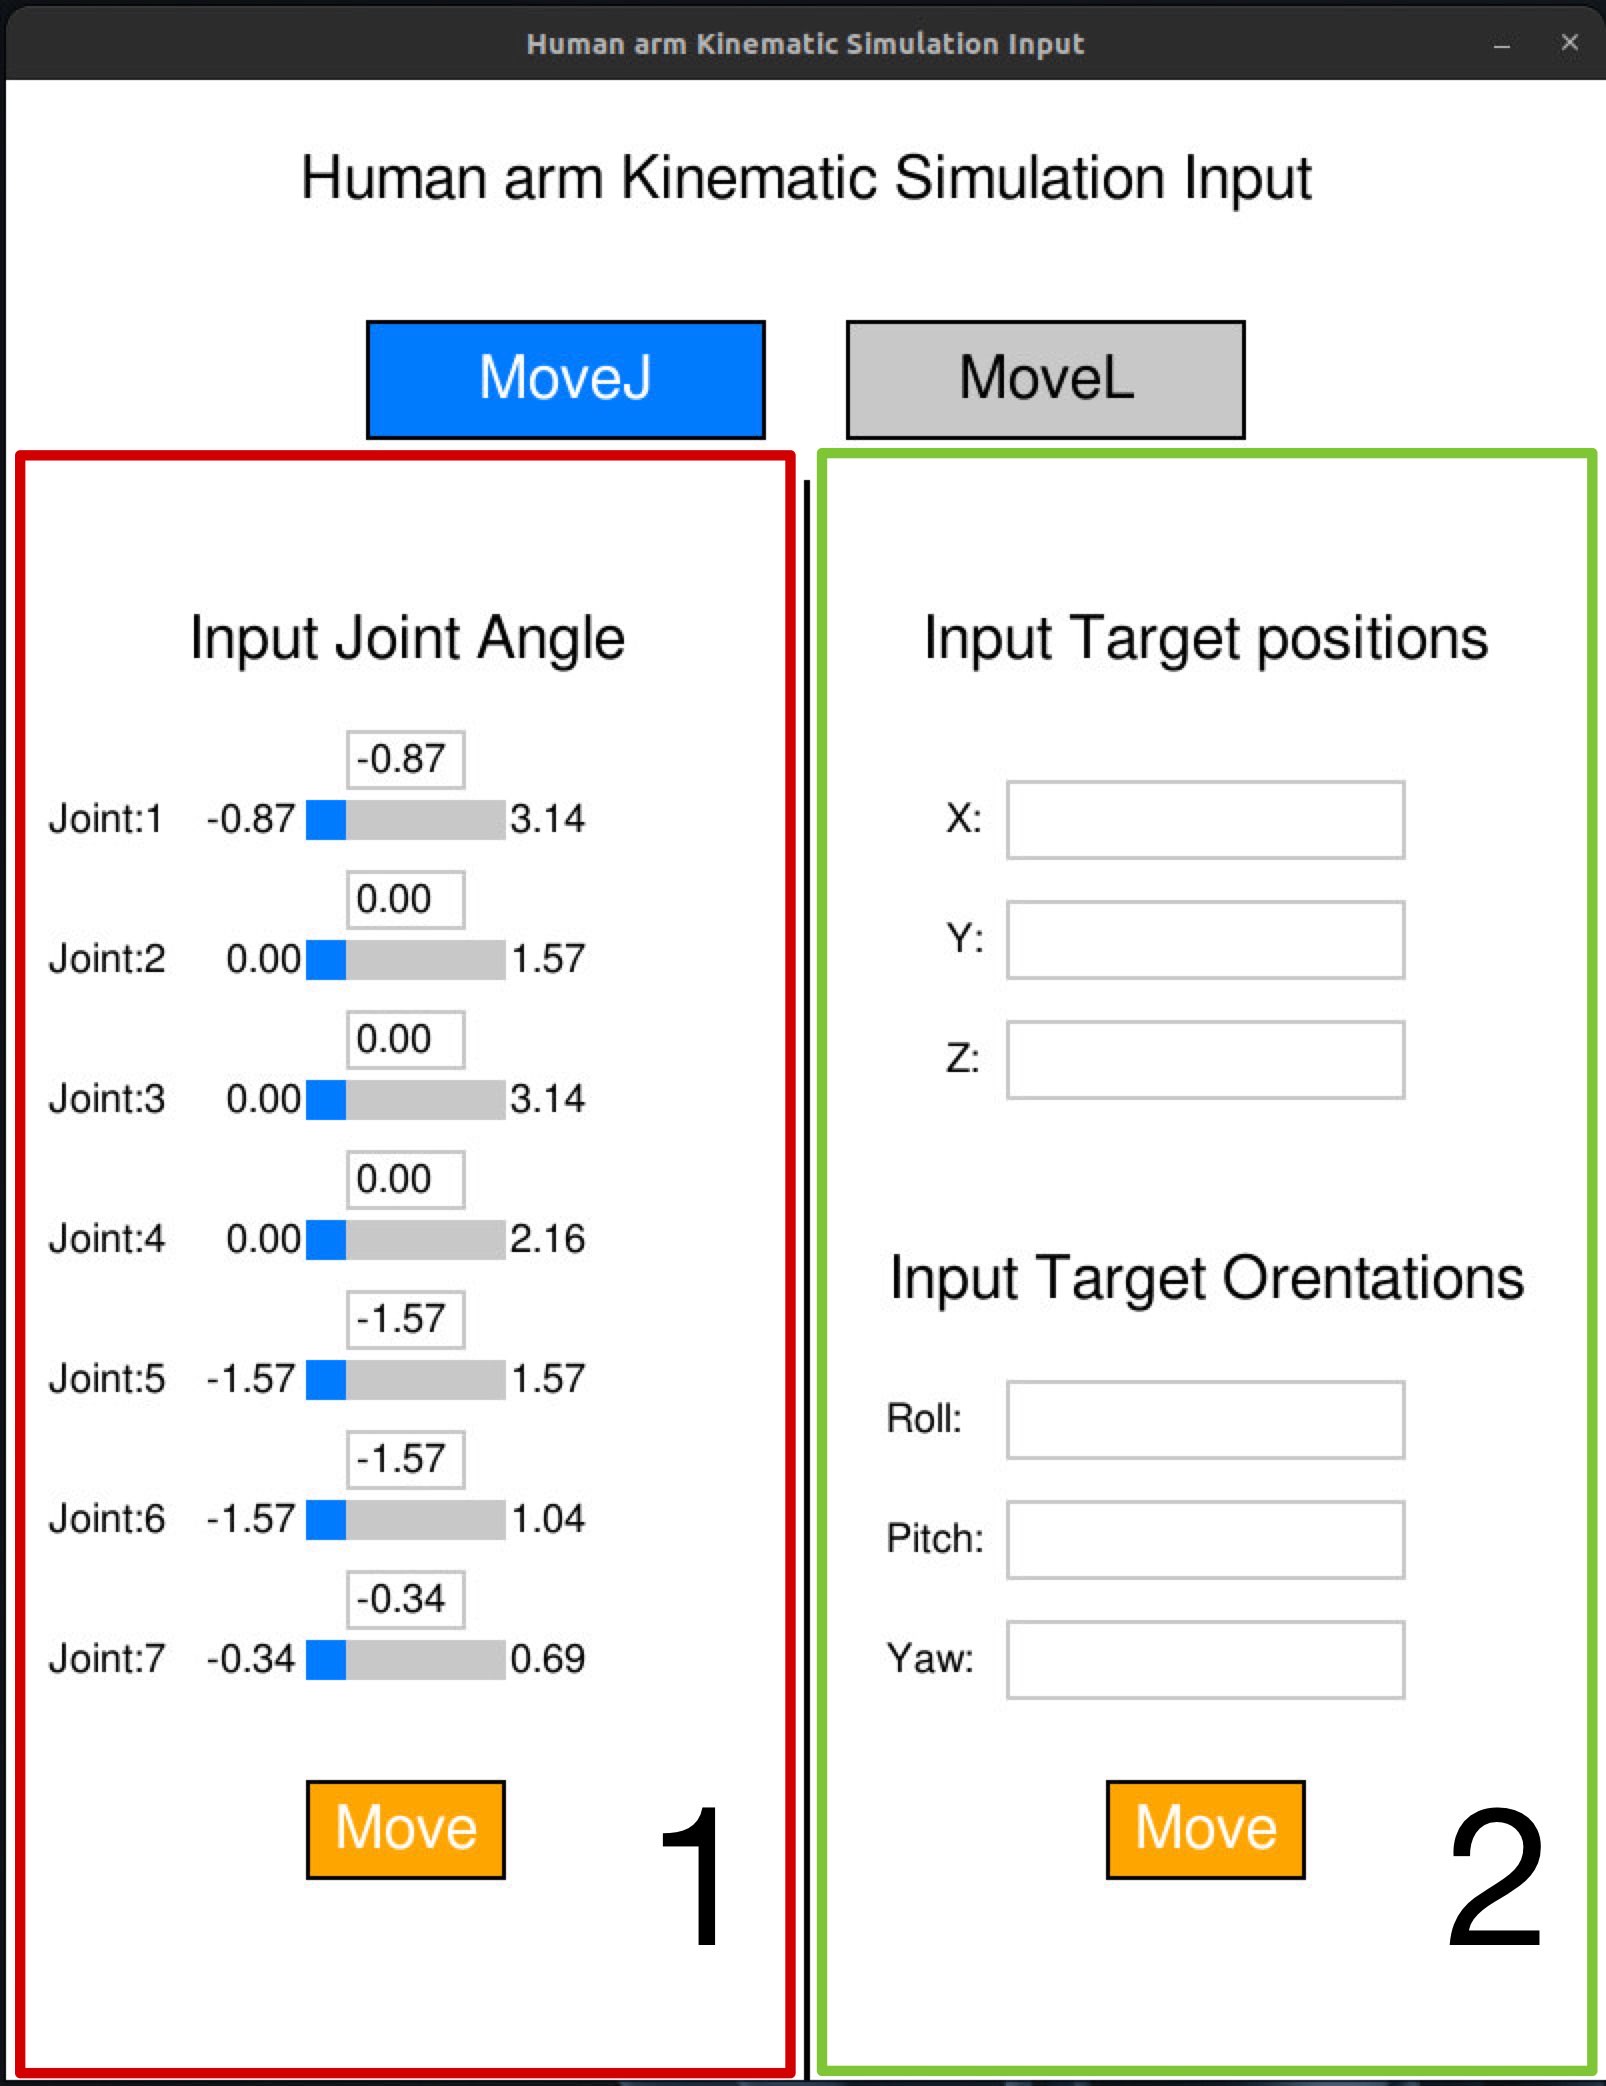 Human arm Kinematic Simulation Input
Human arm Kinematic Simulation Input
MoveJ
MoveL
Input Joint Angle
-0.87
Joint:1 -0.87 3.14
0.00
Joint:2 0.00 1.57
0.00
Joint:3 0.00 3.14
0.00
Joint:4 0.00 2.16
-1.57
Joint:5 -1.57 1.57
-1.57
Joint:6 -1.57 1.04
-0.34
Joint:7 -0.34 0.69
Move
1
Input Target positions
X:
Y:
Z:
Input Target Orentations
Roll:
Pitch:
Yaw:
Move
2